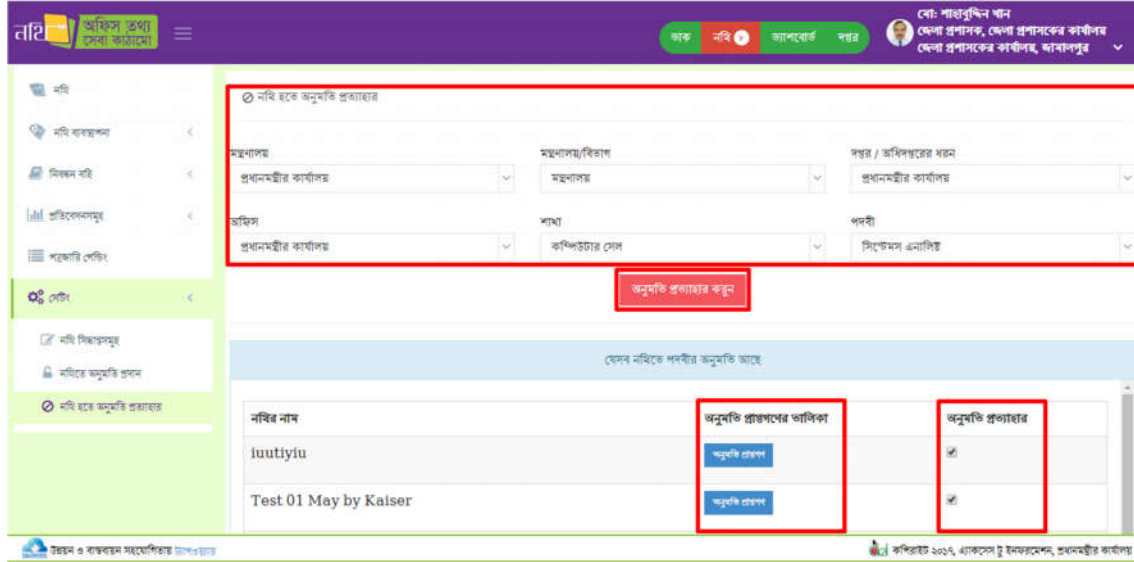 নথি অফিস তথ্য
সেবা কাঠামো
ডাক নথি ড্যাশবোর্ড দপ্তর
মো: শাহাবুদ্দিন খান
জেলা প্রশাসক, জেলা প্রশাসকের কার্যালয়
জেলা প্রশাসকের কার্যালয়, জামালপুর
নথি
নথি ব্যবস্থাপনা
নিবন্ধন বহি
প্রতিবেদনসমূহ
পত্রজারি পেন্ডিং
সেটিং
নথি সিদ্ধান্তসমূহ
নথিতে অনুমতি প্রদান
নথি হতে অনুমতি প্রত্যাহার
নথি হতে অনুমতি প্রত্যাহার
মন্ত্রণালয় মন্ত্রণালয়/বিভাগ দপ্তর / অধিদপ্তরের ধরন
প্রধানমন্ত্রীর কার্যালয় মন্ত্রণালয় প্রধানমন্ত্রীর কার্যালয়
অফিস শাখা পদবী
প্রধানমন্ত্রীর কার্যালয় কম্পিউটার সেল সিস্টেমস এনালিষ্ট
অনুমতি প্রত্যাহার করুন
যেসব নথিতে পদবীর অনুমতি আছে
নথির নাম অনুমতি প্রাপ্তগণের তালিকা অনুমতি প্রত্যাহার
iuutiyiu অনুমতি প্রাপ্তগণ
Test 01 May by Kaiser অনুমতি প্রাপ্তগণ
উন্নয়ন ও বাস্তবায়ন সহযোগিতায় ট্যাপওয়্যার
কপিরাইট ২০১৭, এ্যাকসেস টু ইনফরমেশন, প্রধানমন্ত্রীর কার্যালয়